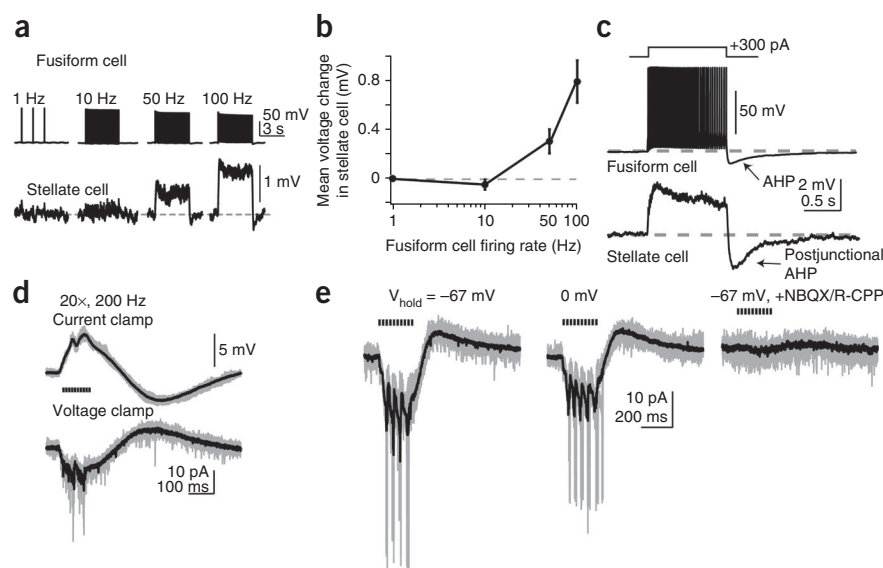 a
Fusiform cell
1 Hz
10 Hz
50 Hz
100 Hz
50 mV
3 s
Stellate cell
1 mV
b
Mean voltage change
in stellate cell (mV)
0.8
0.4
0
1
10
50
100
Fusiform cell firing rate (Hz)
c
+300 pA
50 mV
Fusiform cell
AHP
2 mV
0.5 s
Stellate cell
Postjunctional
AHP
d
20×, 200 Hz
Current clamp
5 mV
Voltage clamp
10 pA
100 ms
e
Vhold = –67 mV
0 mV
–67 mV, +NBQX/R-CPP
10 pA
200 ms